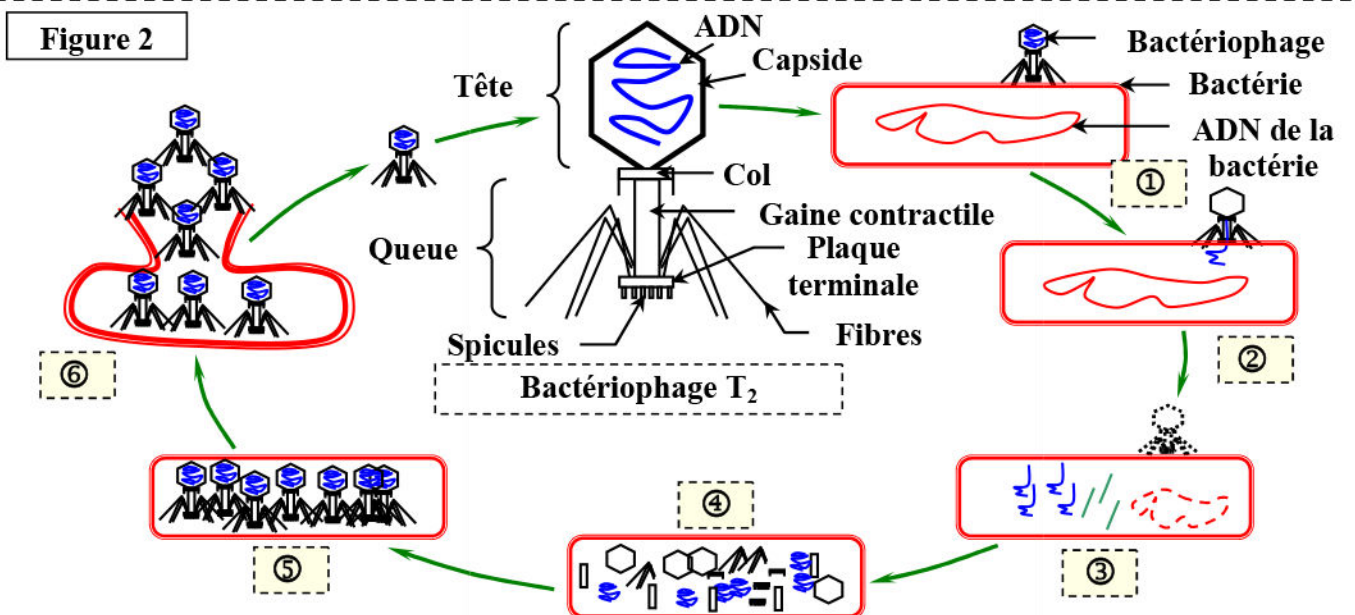 Figure 2
ADN
Capside
Tête
Col
Gaine contractile
Queue
Plaque
terminale
Spicules
Fibres
Bactériophage T₂
Bactériophage
Bactérie
ADN de la
bactérie
①
②
③
④
⑤
⑥